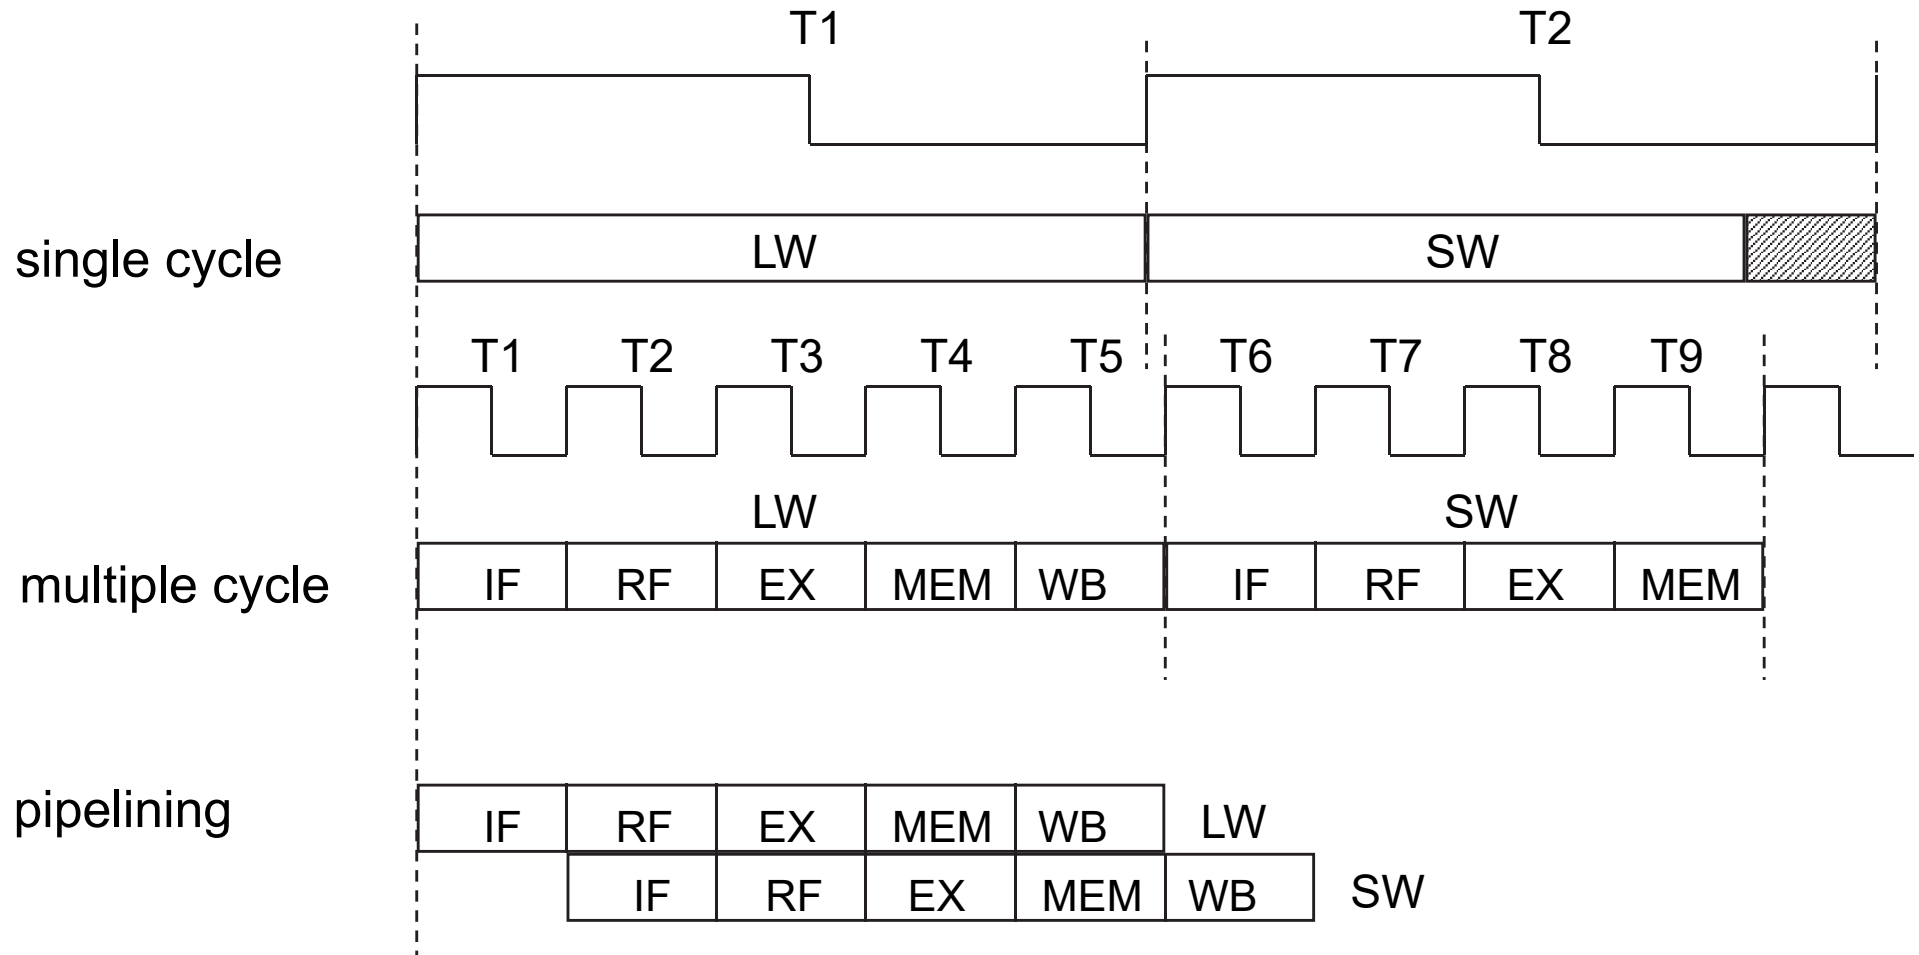 T1 T2
single cycle LW SW
T1 T2 T3 T4 T5 T6 T7 T8 T9
LW SW
multiple cycle IF RF EX MEM WB IF RF EX MEM
pipelining IF RF EX MEM WB LW
IF RF EX MEM WB SW